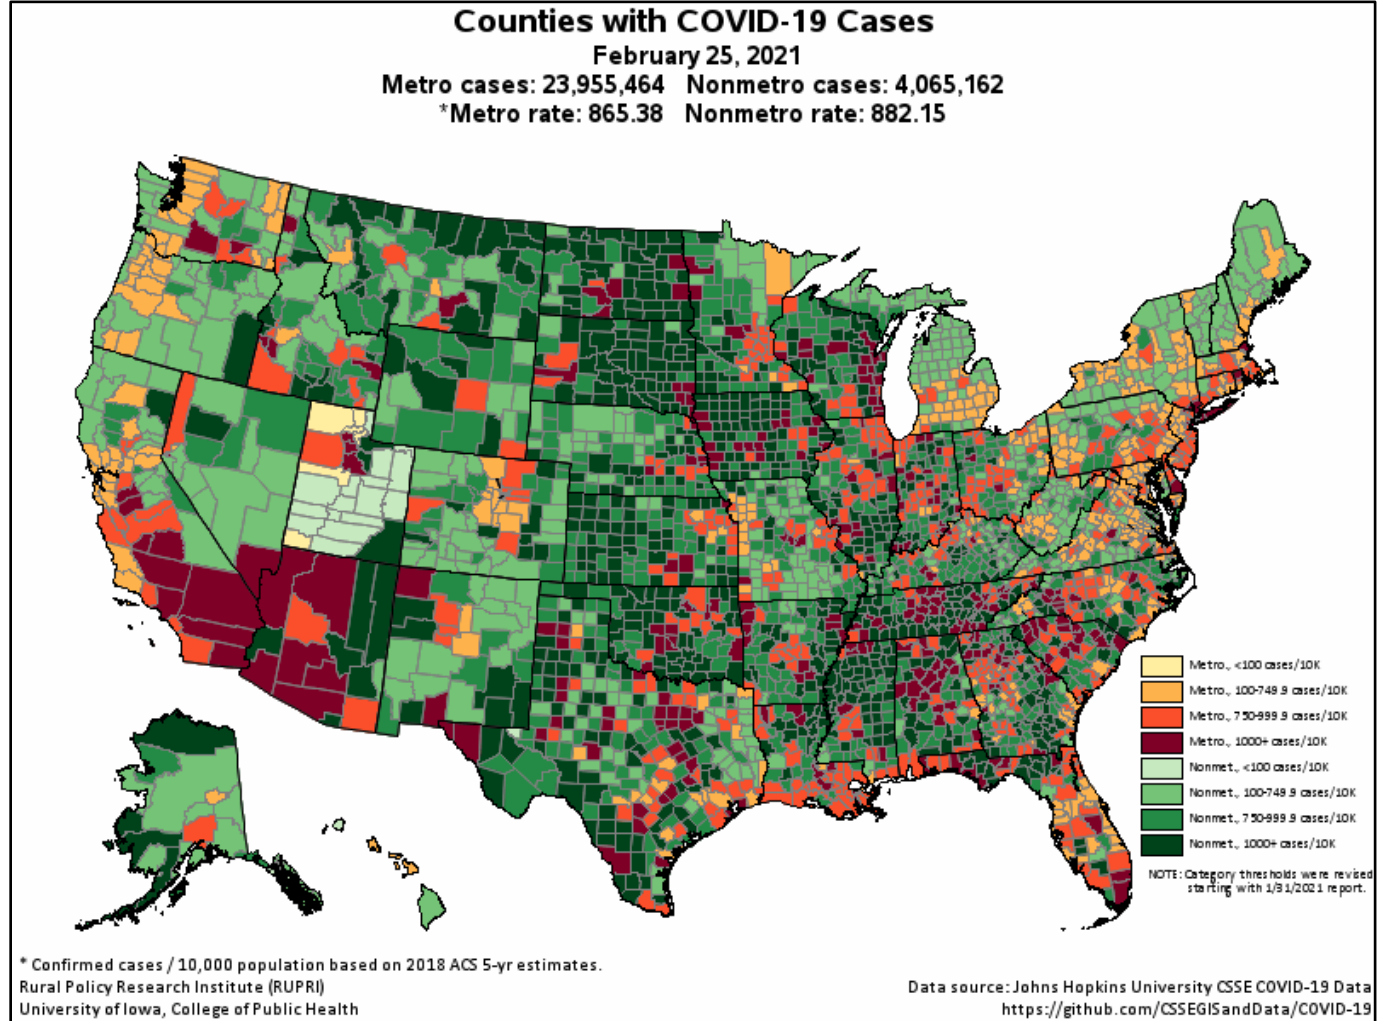 Counties with COVID-19 Cases
February 25, 2021
Metro cases: 23,955,464 Nonmetro cases: 4,065,162
*Metro rate: 865.38 Nonmetro rate: 882.15
Metro., <100 cases/10K
Metro., 100-749.9 cases/10K
Metro., 750-999.9 cases/10K
Metro., 1000+ cases/10K
Nonmet., <100 cases/10K
Nonmet., 100-749.9 cases/10K
Nonmet., 750-999.9 cases/10K
Nonmet., 1000+ cases/10K
NOTE: Category thresholds were revised
starting with 1/31/2021 report.
* Confirmed cases / 10,000 population based on 2018 ACS 5-yr estimates.
Rural Policy Research Institute (RUPRI)
University of Iowa, College of Public Health
Data source: Johns Hopkins University CSSE COVID-19 Data
https://github.com/CSSEGISandData/COVID-19